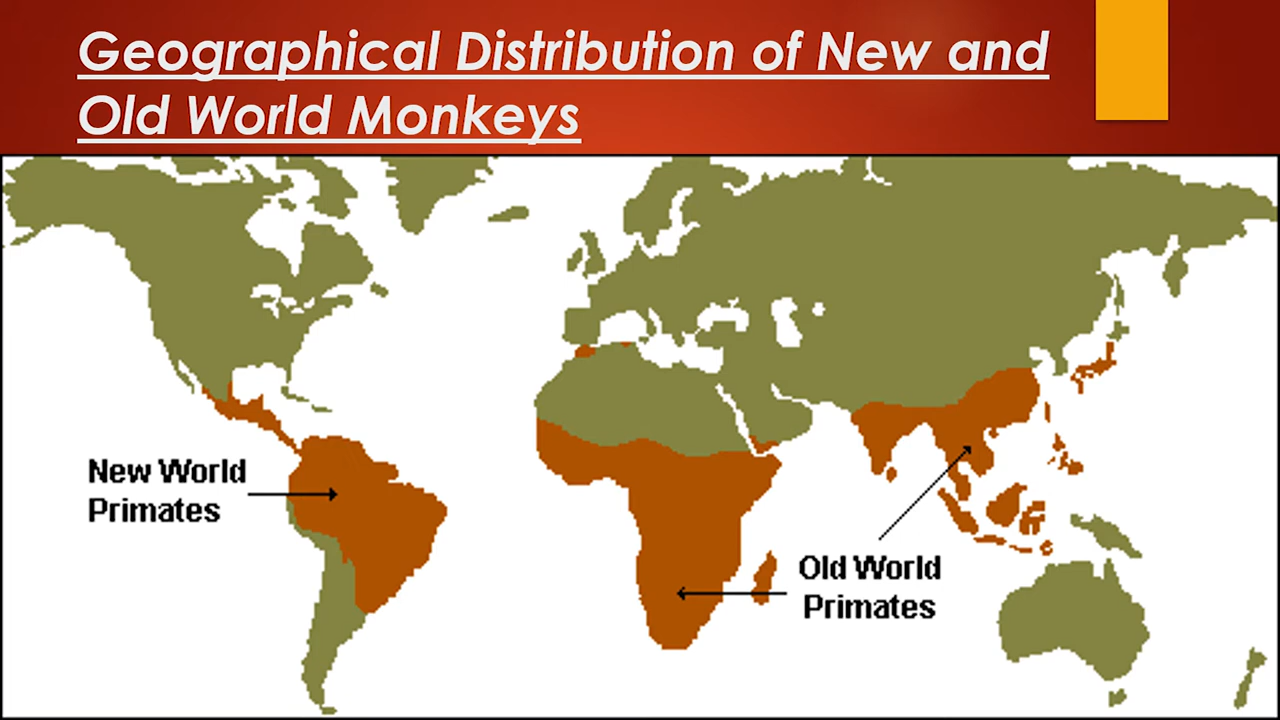 Geographical Distribution of New and
Old World Monkeys
New World
Primates
Old World
Primates